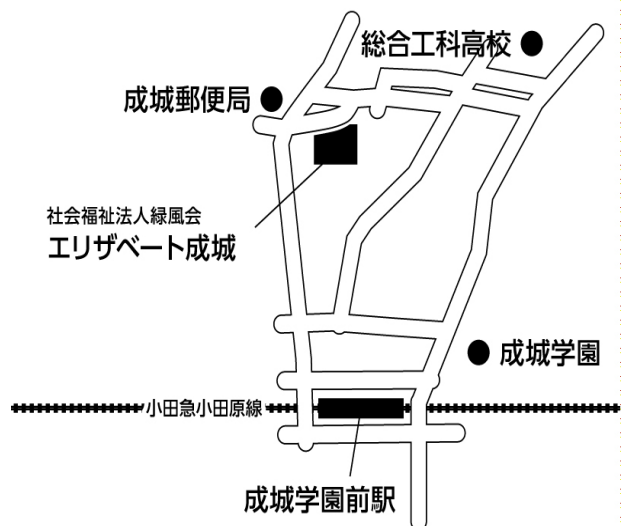 総合工科高校
成城郵便局
社会福祉法人緑風会
エリザベート成城
成城学園
小田急小田原線
成城学園前駅